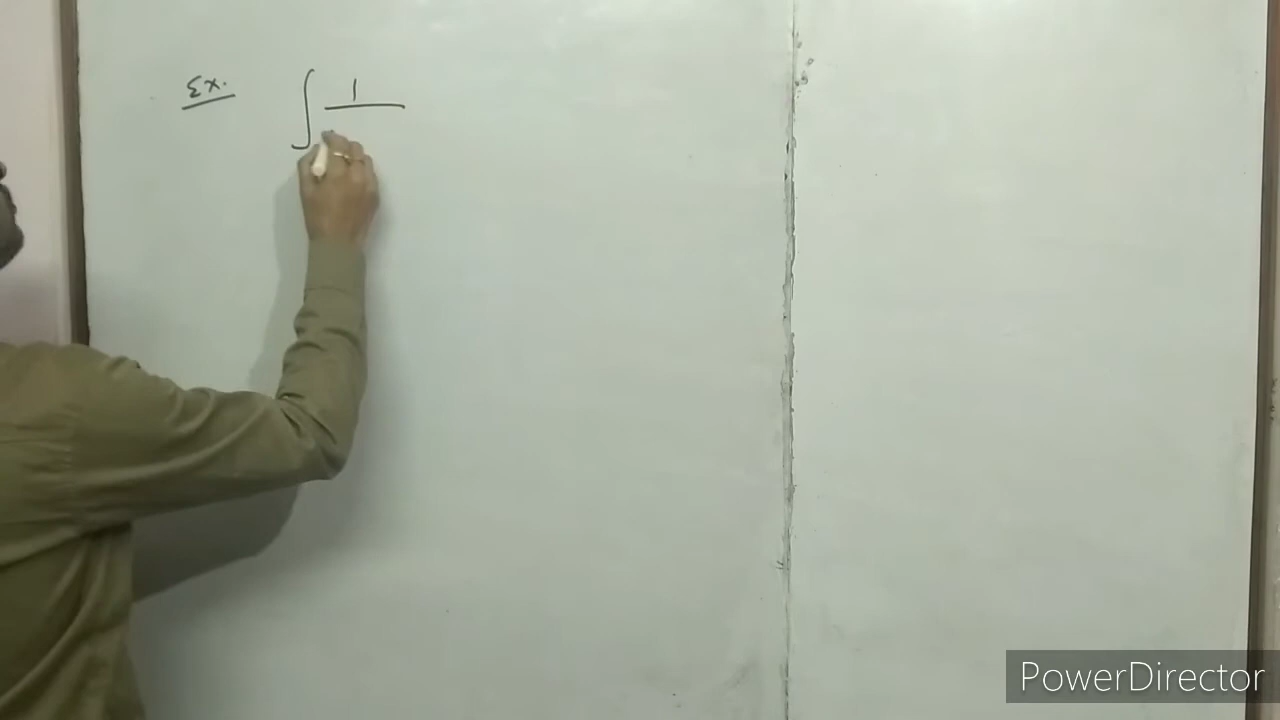 Ex. ∫ 1/
PowerDirector